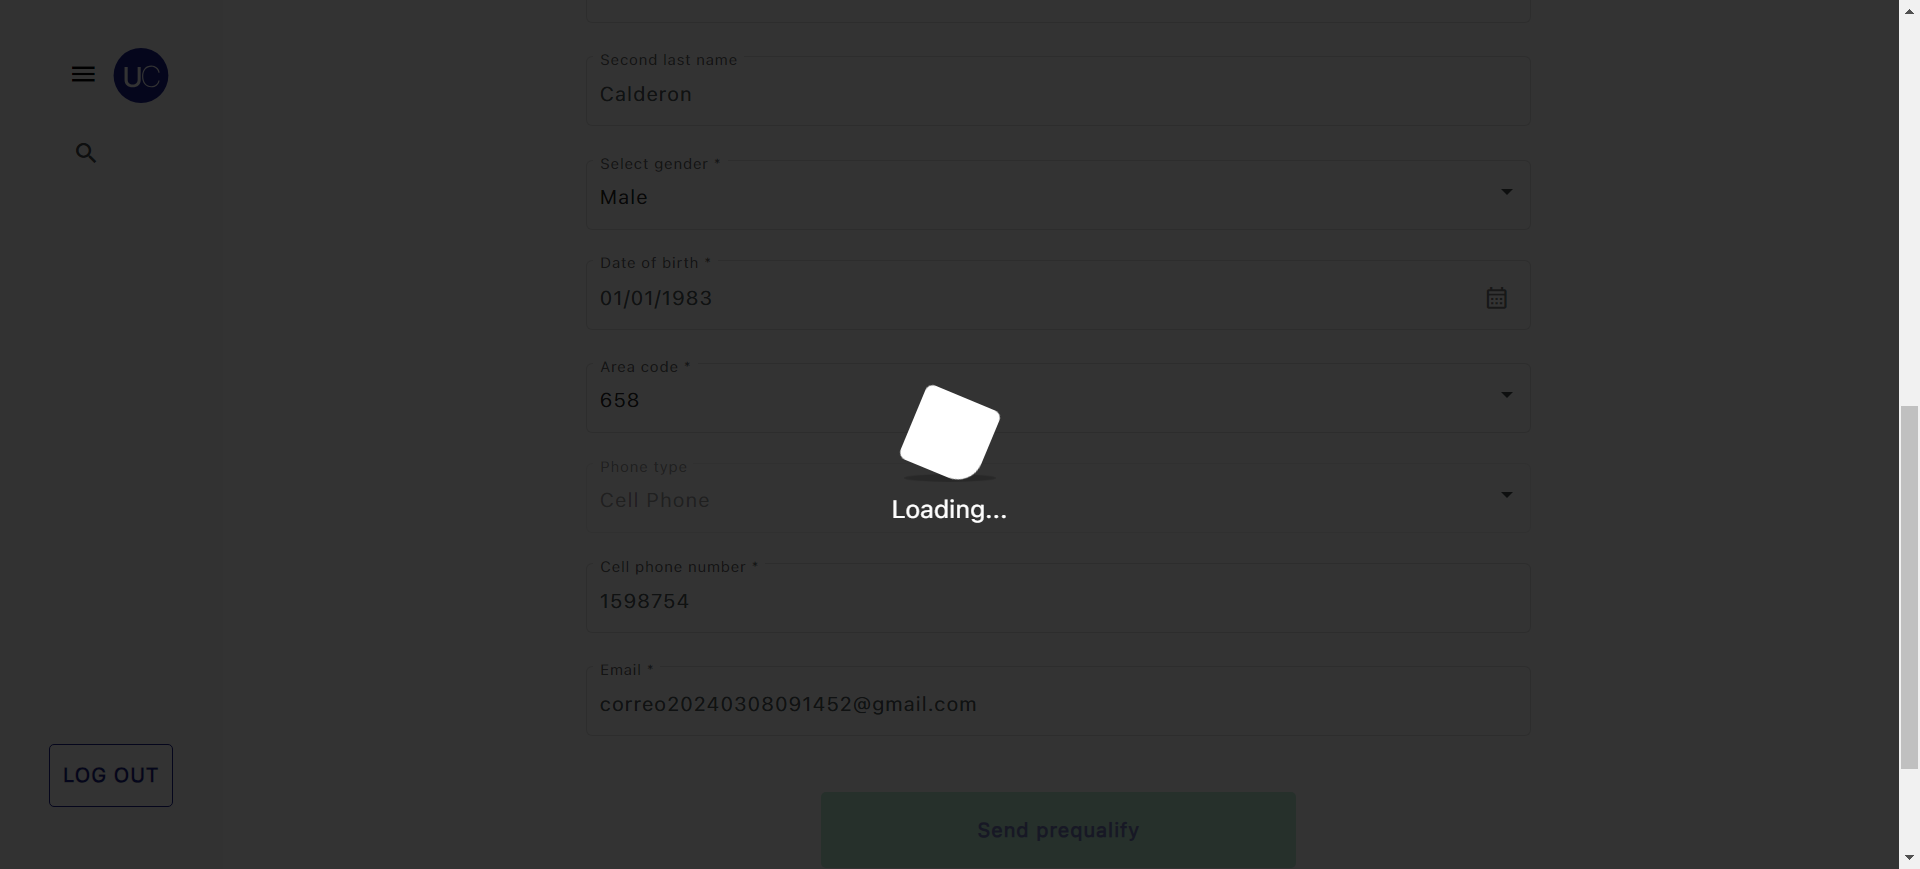 UC
Second last name
Calderon
Select gender *
Male
Date of birth *
01/01/1983
Area code *
658
Phone type
Cell Phone
Loading...
Cell phone number *
1598754
Email *
correo20240308091452@gmail.com
LOG OUT
Send prequalify